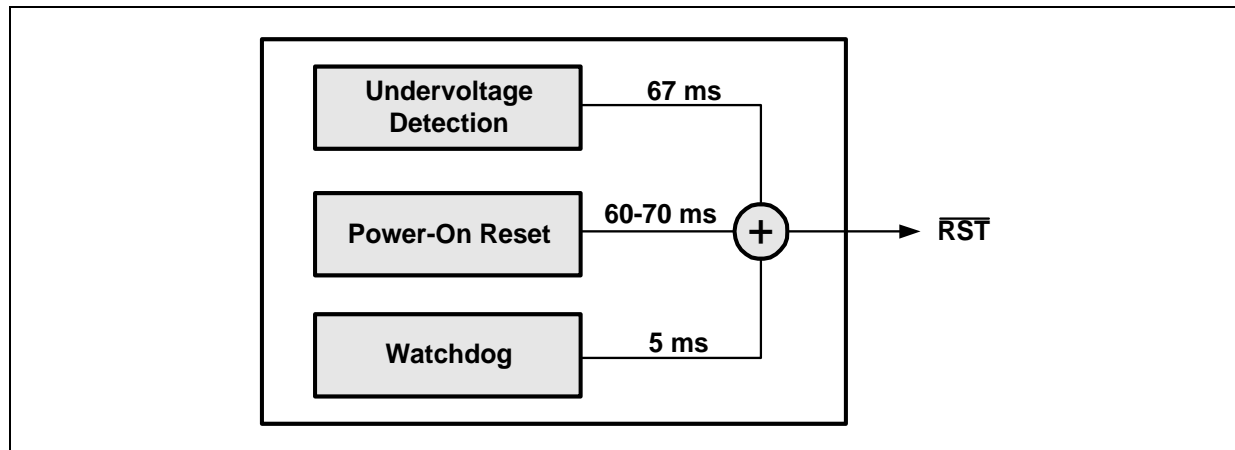 Undervoltage
Detection
67 ms
Power-On Reset
60-70 ms
+
RST
Watchdog
5 ms